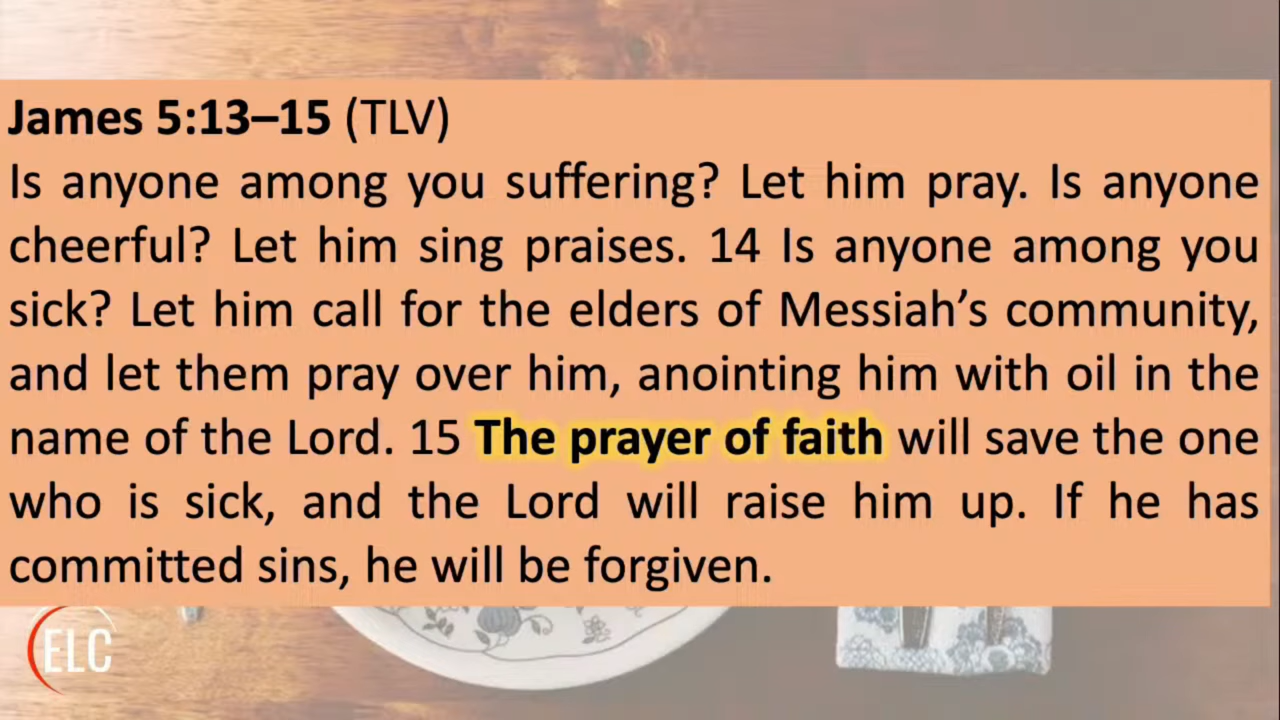 James 5:13–15 (TLV)
Is anyone among you suffering? Let him pray. Is anyone
cheerful? Let him sing praises. 14 Is anyone among you
sick? Let him call for the elders of Messiah’s community,
and let them pray over him, anointing him with oil in the
name of the Lord. 15 The prayer of faith will save the one
who is sick, and the Lord will raise him up. If he has
committed sins, he will be forgiven.
ELC